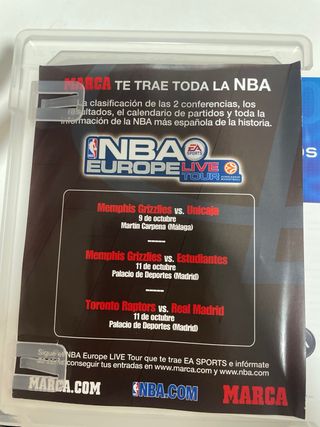 MARCA TE TRAE TODA LA NBA
La clasificación de las 2 conferencias, los
resultados, el calendario de partidos y toda la
información de la NBA más española de la historia.
NBA EA SPORTS
EUROPE LIVE
TOUR
Memphis Grizzlies vs. Unicaja
9 de octubre
Martín Carpena (Málaga)
Memphis Grizzlies vs. Estudiantes
11 de octubre
Palacio de Deportes (Madrid)
Toronto Raptors vs. Real Madrid
11 de octubre
Palacio de Deportes (Madrid)
Sigue el NBA Europe LIVE Tour que te trae EA SPORTS e infórmate
conseguir tus entradas en www.marca.com y www.nba.com
MARCA.COM NBA.COM MARCA